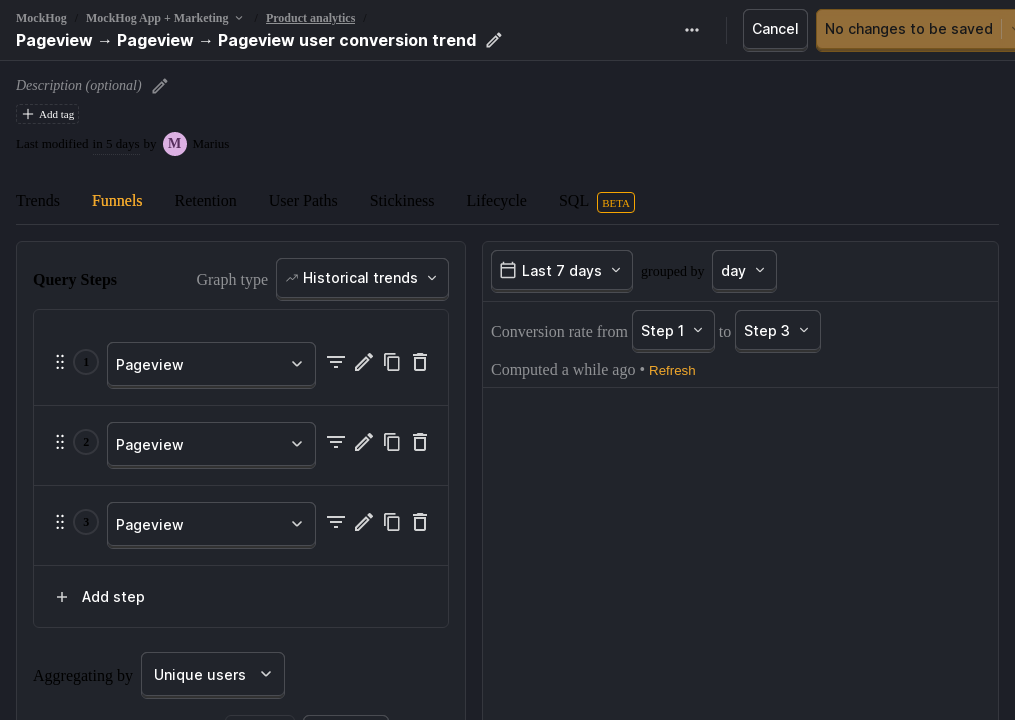 MockHog / MockHog App + Marketing / Product analytics /
Pageview → Pageview → Pageview user conversion trend
Cancel
No changes to be saved
Description (optional)
Add tag
Last modified in 5 days by M Marius
Trends Funnels Retention User Paths Stickiness Lifecycle SQL BETA
Query Steps Graph type Historical trends
1 Pageview
2 Pageview
3 Pageview
Add step
Aggregating by Unique users
Last 7 days grouped by day
Conversion rate from Step 1 to Step 3
Computed a while ago • Refresh